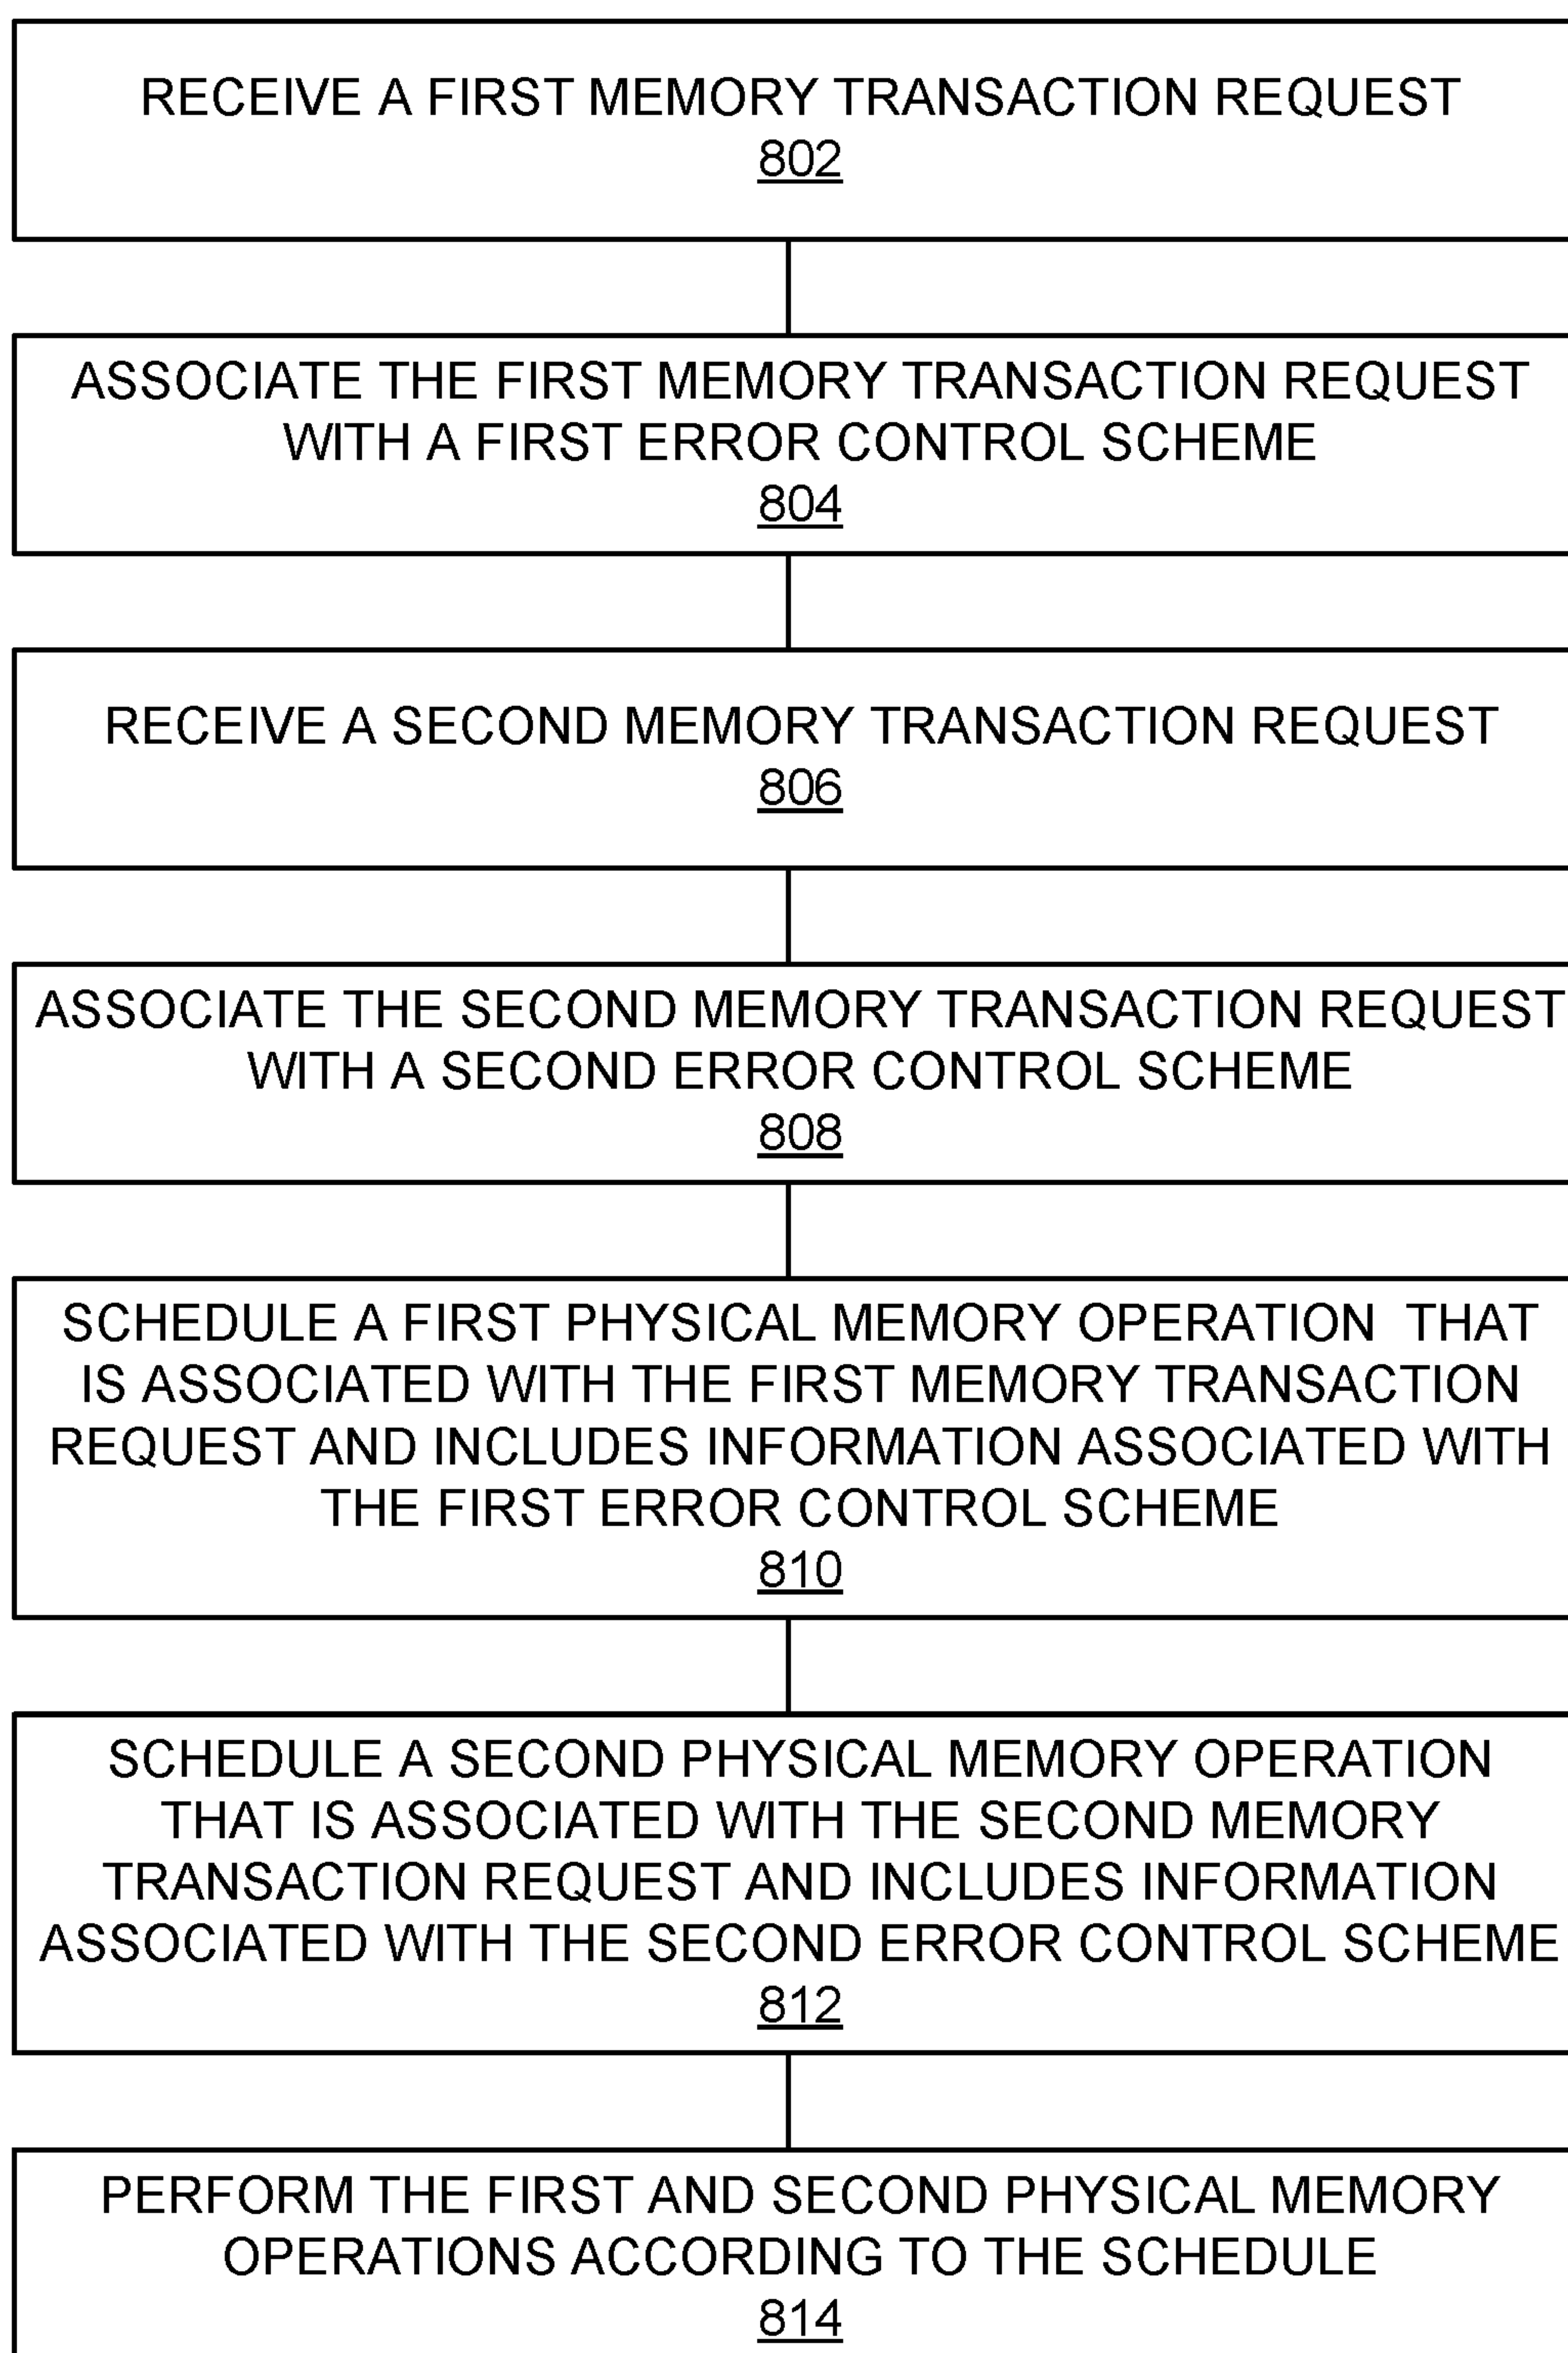 RECEIVE A FIRST MEMORY TRANSACTION REQUEST
802
ASSOCIATE THE FIRST MEMORY TRANSACTION REQUEST
WITH A FIRST ERROR CONTROL SCHEME
804
RECEIVE A SECOND MEMORY TRANSACTION REQUEST
806
ASSOCIATE THE SECOND MEMORY TRANSACTION REQUEST
WITH A SECOND ERROR CONTROL SCHEME
808
SCHEDULE A FIRST PHYSICAL MEMORY OPERATION THAT
IS ASSOCIATED WITH THE FIRST MEMORY TRANSACTION
REQUEST AND INCLUDES INFORMATION ASSOCIATED WITH
THE FIRST ERROR CONTROL SCHEME
810
SCHEDULE A SECOND PHYSICAL MEMORY OPERATION
THAT IS ASSOCIATED WITH THE SECOND MEMORY
TRANSACTION REQUEST AND INCLUDES INFORMATION
ASSOCIATED WITH THE SECOND ERROR CONTROL SCHEME
812
PERFORM THE FIRST AND SECOND PHYSICAL MEMORY
OPERATIONS ACCORDING TO THE SCHEDULE
814